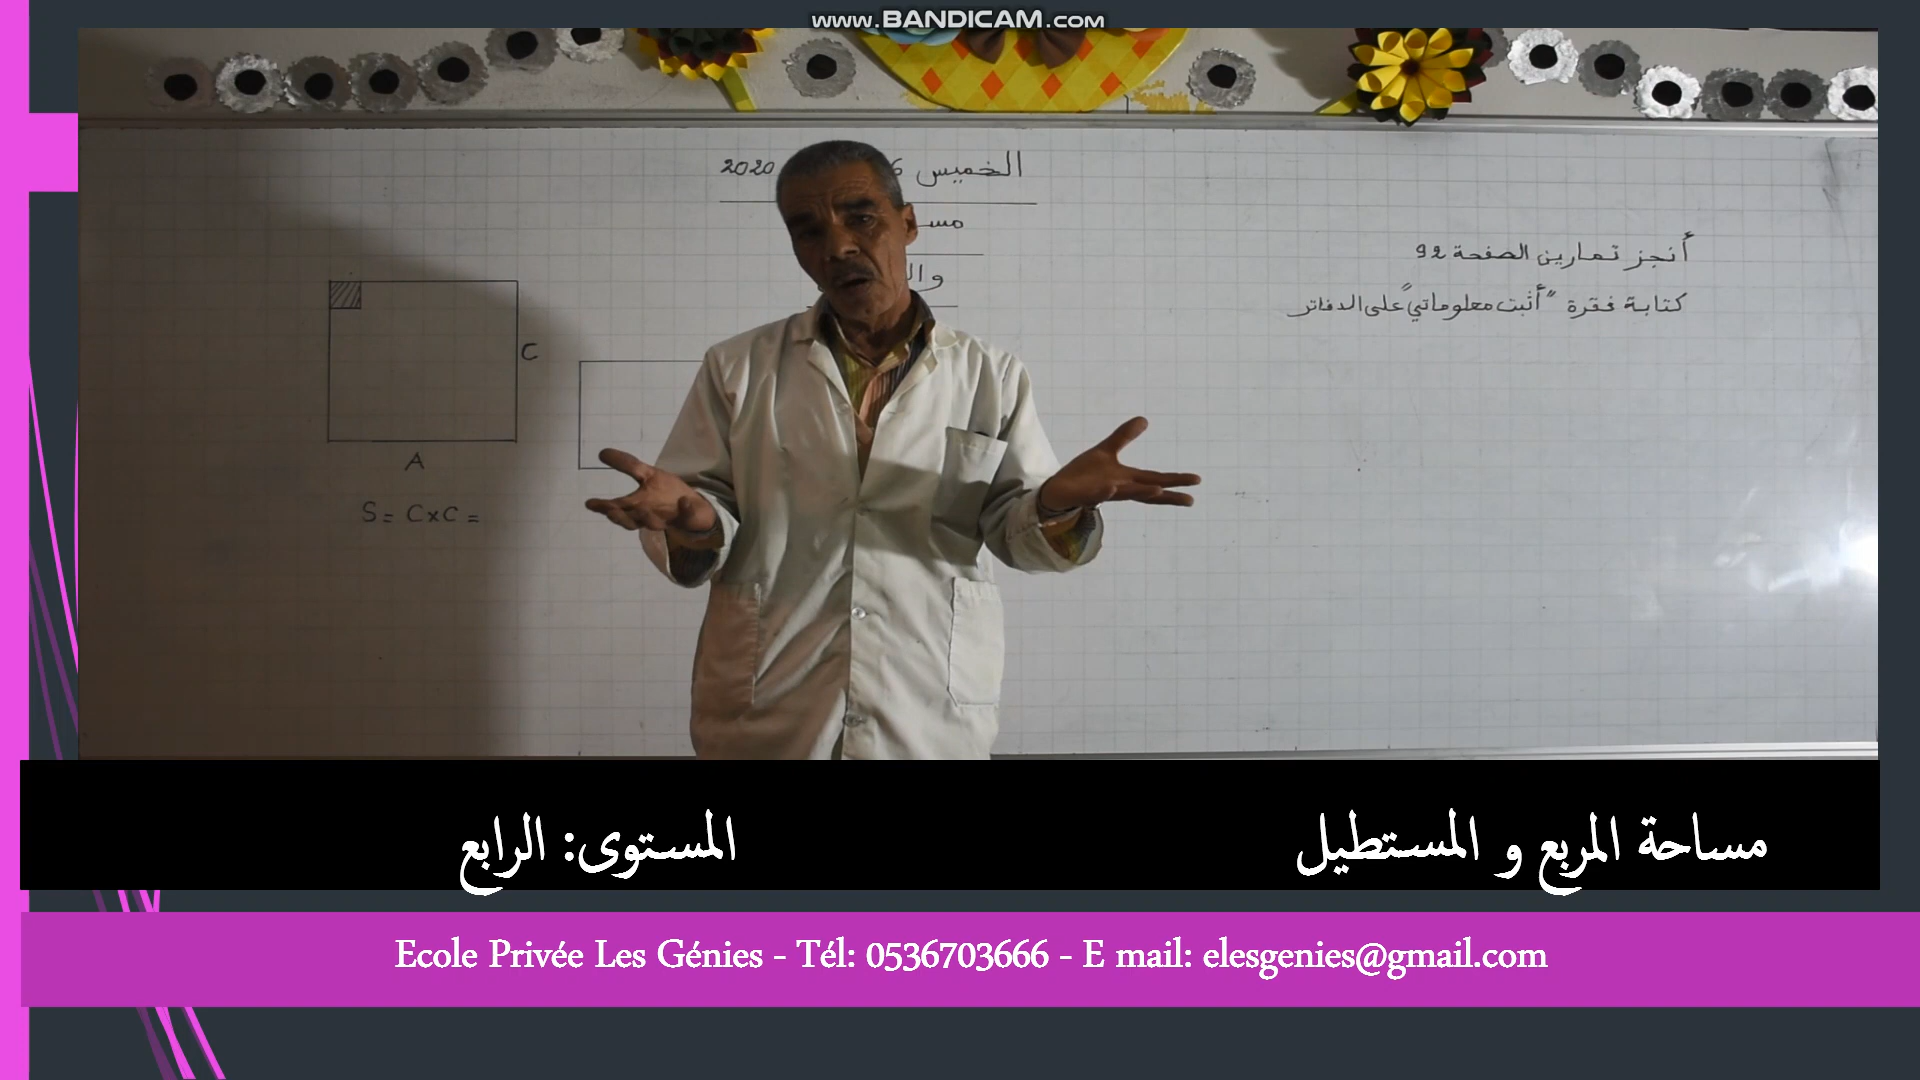 www.BANDICAM.com
الخميس 2020
أنجز تمارين الصفحة 92
كتابة فقرة "أثبت معلوماتي" على الدفاتر
C
A
S = C x C =
مساحة المربع و المستطيل
المستوى: الرابع
Ecole Privée Les Génies - Tél: 0536703666 - E mail: elesgenies@gmail.com